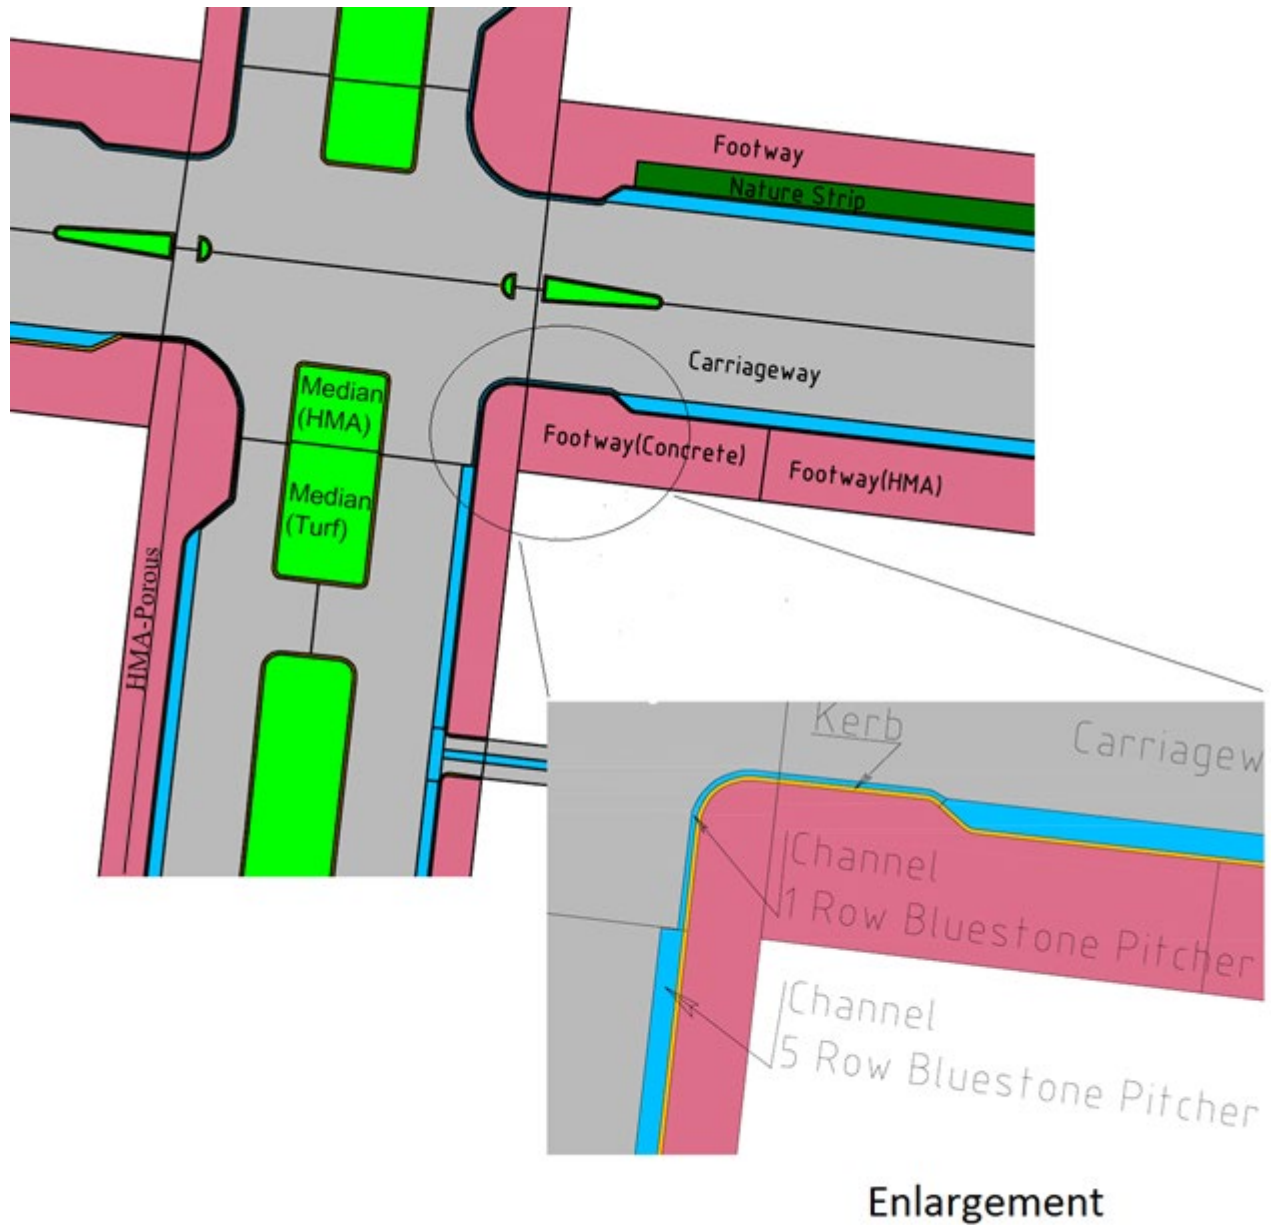 Footway
Nature Strip
Carriageway
Median
(HMA)
Footway(Concrete)
Footway(HMA)
Median
(Turf)
HMA-Porous
Kerb
Carriagew
Channel
1 Row Bluestone Pitcher
Channel
5 Row Bluestone Pitcher
Enlargement